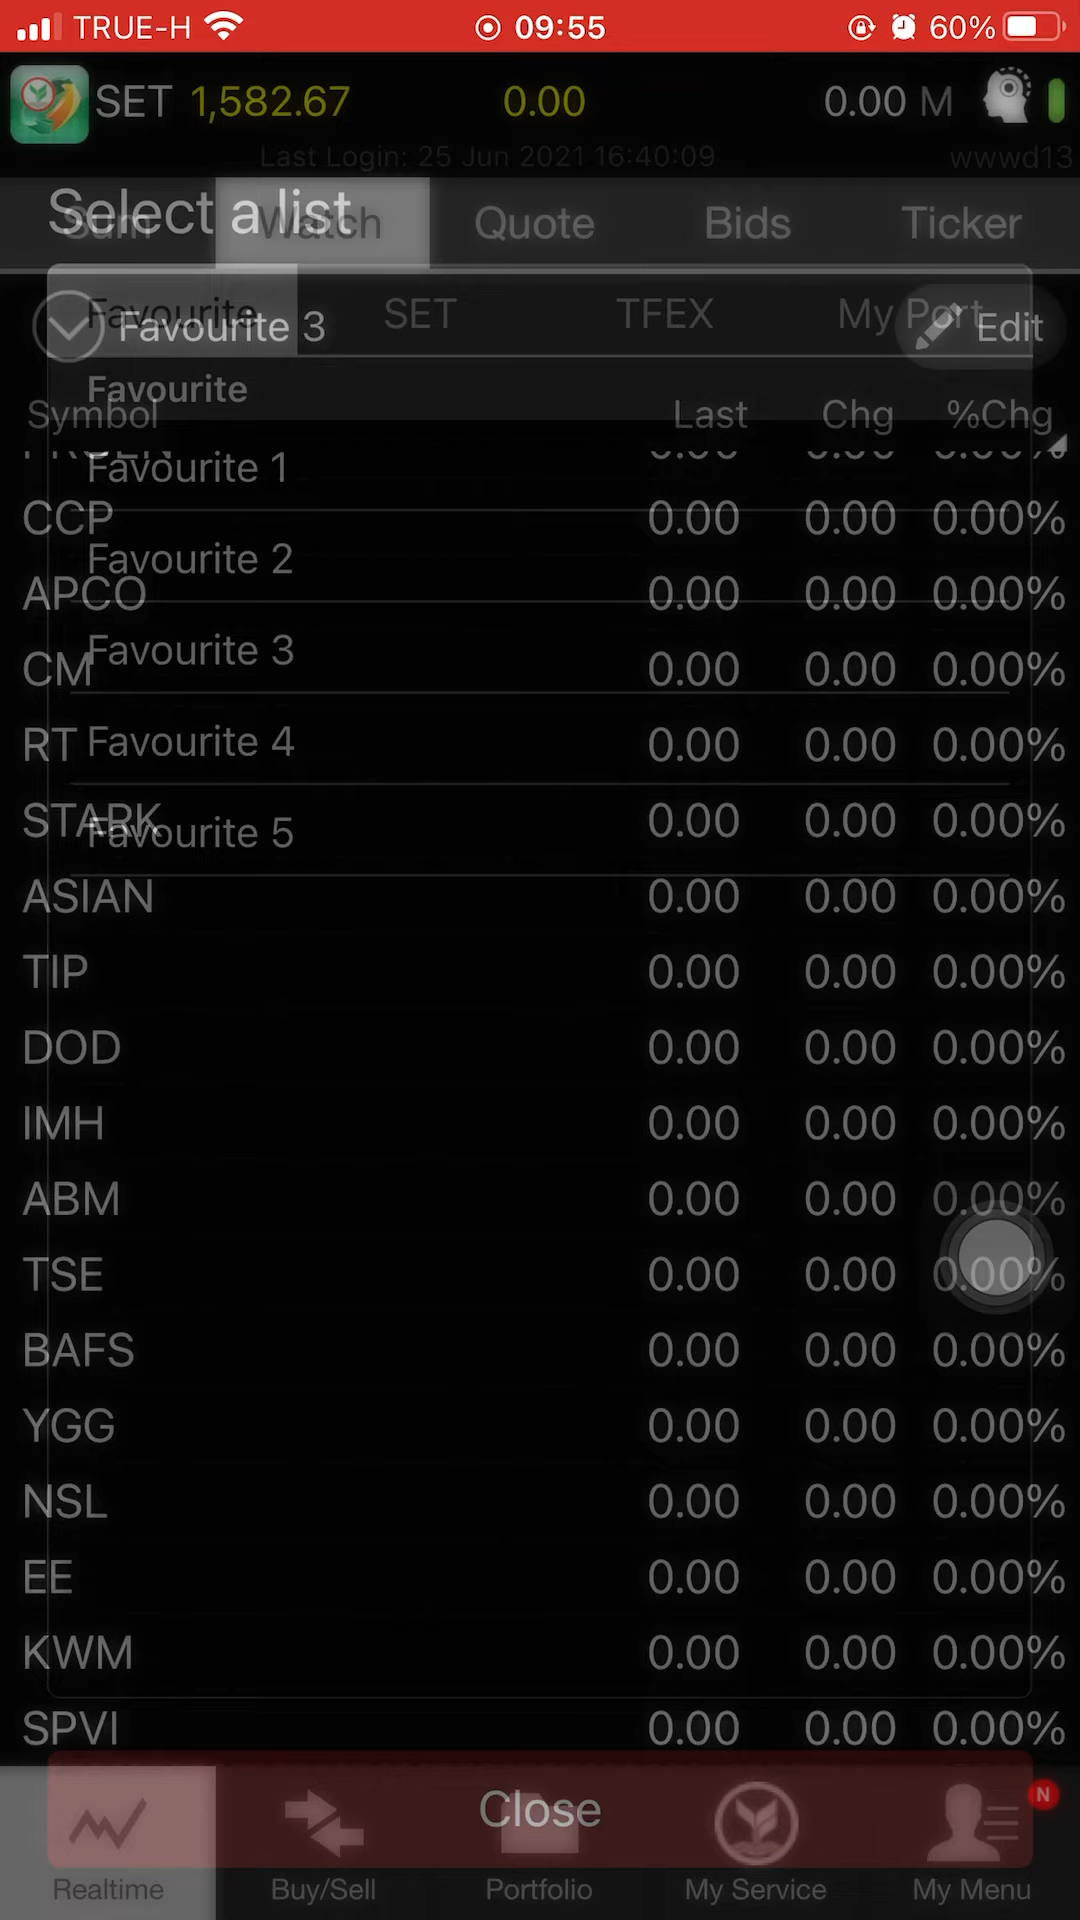 TRUE-H 09:55 60%
SET 1,582.67 0.00 0.00 M
Last Login: 25 Jun 2021 16:40:09 wwwd13
Select a list
Sum Watch Quote Bids Ticker
Favourite SET TFEX My Port
Favourite 3 Edit
Favourite
Symbol Last Chg %Chg
Favourite 1
CCP 0.00 0.00 0.00%
Favourite 2
APCO 0.00 0.00 0.00%
Favourite 3
CM 0.00 0.00 0.00%
RT 0.00 0.00 0.00%
Favourite 4
STARK 0.00 0.00 0.00%
Favourite 5
ASIAN 0.00 0.00 0.00%
TIP 0.00 0.00 0.00%
DOD 0.00 0.00 0.00%
IMH 0.00 0.00 0.00%
ABM 0.00 0.00 0.00%
TSE 0.00 0.00 0.00%
BAFS 0.00 0.00 0.00%
YGG 0.00 0.00 0.00%
NSL 0.00 0.00 0.00%
EE 0.00 0.00 0.00%
KWM 0.00 0.00 0.00%
SPVI 0.00 0.00 0.00%
Close
N
Realtime Buy/Sell Portfolio My Service My Menu